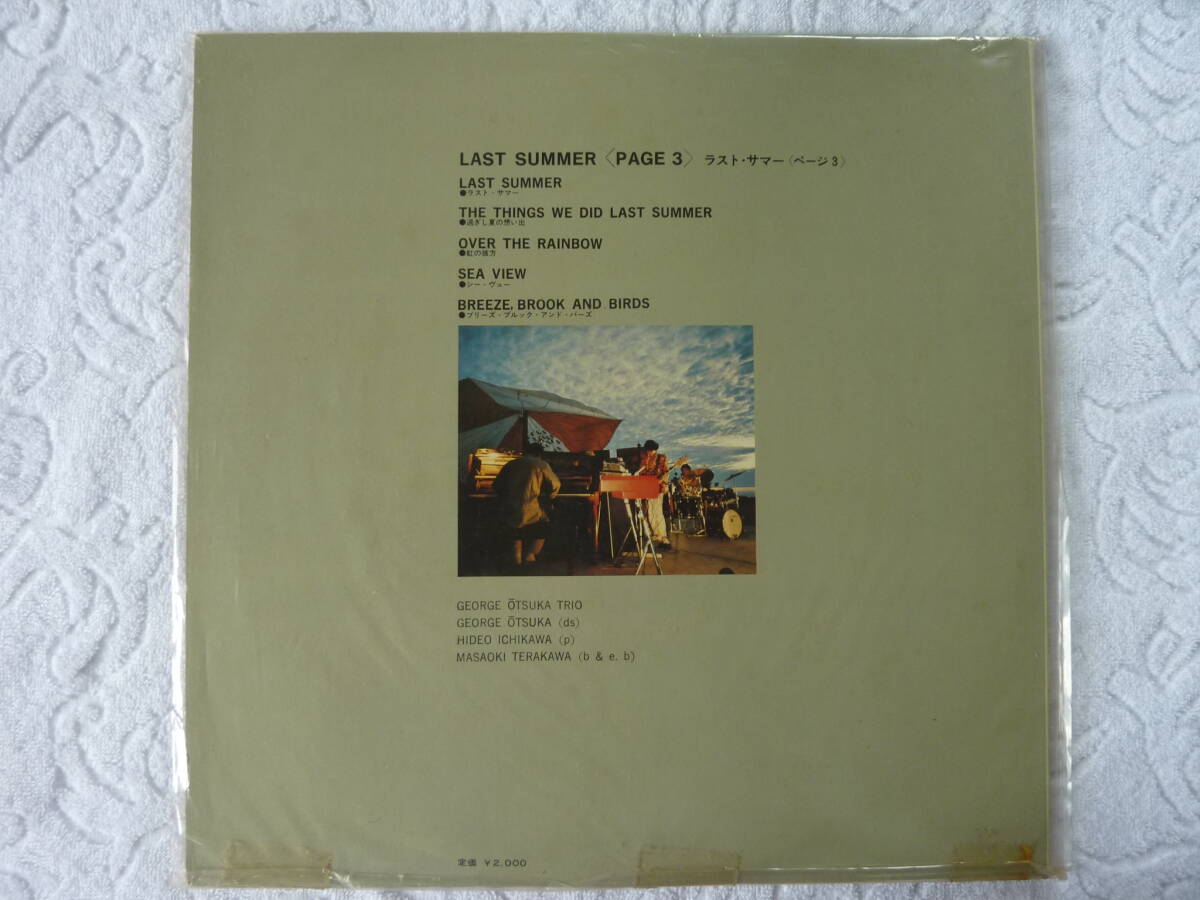 LAST SUMMER〈PAGE 3〉 ラスト・サマー〈ページ3〉
LAST SUMMER
●ラスト・サマー
THE THINGS WE DID LAST SUMMER
●過ぎし夏の想い出
OVER THE RAINBOW
●虹の彼方
SEA VIEW
●シー・ヴュー
BREEZE, BROOK AND BIRDS
●ブリーズ・ブルック・アンド・バーズ
GEORGE ŌTSUKA TRIO
GEORGE ŌTSUKA (ds)
HIDEO ICHIKAWA (p)
MASAOKI TERAKAWA (b & e. b)
定価 ¥2,000